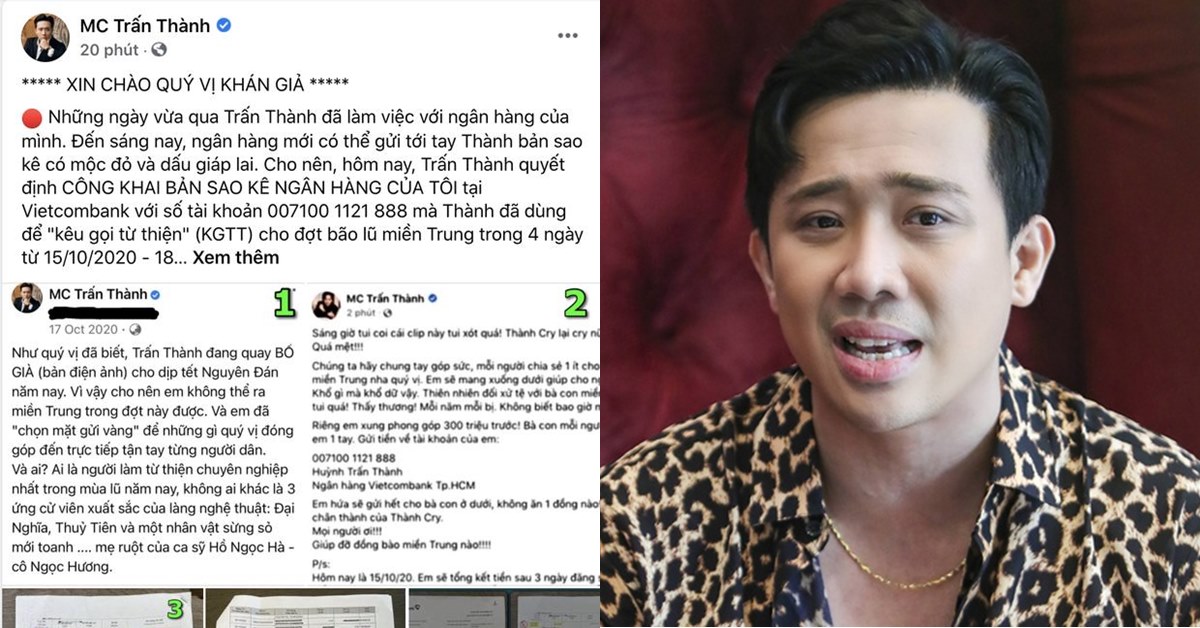 MC Trấn Thành
20 phút ·
***** XIN CHÀO QUÝ VỊ KHÁN GIẢ *****
Những ngày vừa qua Trấn Thành đã làm việc với ngân hàng của
mình. Đến sáng nay, ngân hàng mới có thể gửi tới tay Thành bản sao
kê có mộc đỏ và dấu giáp lai. Cho nên, hôm nay, Trấn Thành quyết
định CÔNG KHAI BẢN SAO KÊ NGÂN HÀNG CỦA TÔI tại
Vietcombank với số tài khoản 007100 1121 888 mà Thành đã dùng
để "kêu gọi từ thiện" (KGTT) cho đợt bão lũ miền Trung trong 4 ngày
từ 15/10/2020 - 18... Xem thêm
MC Trấn Thành
1
17 Oct 2020 ·
Như quý vị đã biết, Trấn Thành đang quay BỐ
GIÀ (bản điện ảnh) cho dịp tết Nguyên Đán
năm nay. Vì vậy cho nên em không thể ra
miền Trung trong đợt này được. Và em đã
"chọn mặt gửi vàng" để những gì quý vị đóng
góp đến trực tiếp tận tay từng người dân.
Và ai? Ai là người làm từ thiện chuyên nghiệp
nhất trong mùa lũ năm nay, không ai khác là 3
ứng cử viên xuất sắc của làng nghệ thuật: Đại
Nghĩa, Thuỷ Tiên và một nhân vật sừng sỏ
mới toanh .... mẹ ruột của ca sỹ Hồ Ngọc Hà -
cô Ngọc Hương.
MC Trấn Thành
2
2 phút ·
Sáng giờ tui coi cái clip này tui xót quá! Thành Cry lại cry
Quá mệt!!!
Chúng ta hãy chung tay góp sức, mỗi người chia sẻ 1 ít cho
miền Trung nha quý vị. Em sẽ mang xuống dưới giúp cho
Khổ gì mà khổ dữ vậy. Thiên nhiên đối xử tệ với bà con
tui quá! Thấy thương! Mỗi năm mỗi bị. Không biết bao giờ
Riêng em xung phong góp 300 triệu trước! Bà con mỗi
em 1 tay. Gửi tiền về tài khoản của em:
007100 1121 888
Huỳnh Trấn Thành
Ngân hàng Vietcombank Tp.HCM
Em hứa sẽ gửi hết cho bà con ở dưới, không ăn 1 đồng
chân thành của Thành Cry.
Mọi người ơi!!!
Giúp đỡ đồng bào miền Trung nào!!!!
P/s:
Hôm nay là 15/10/20. Em sẽ tổng kết tiền sau 3 ngày đăng
3